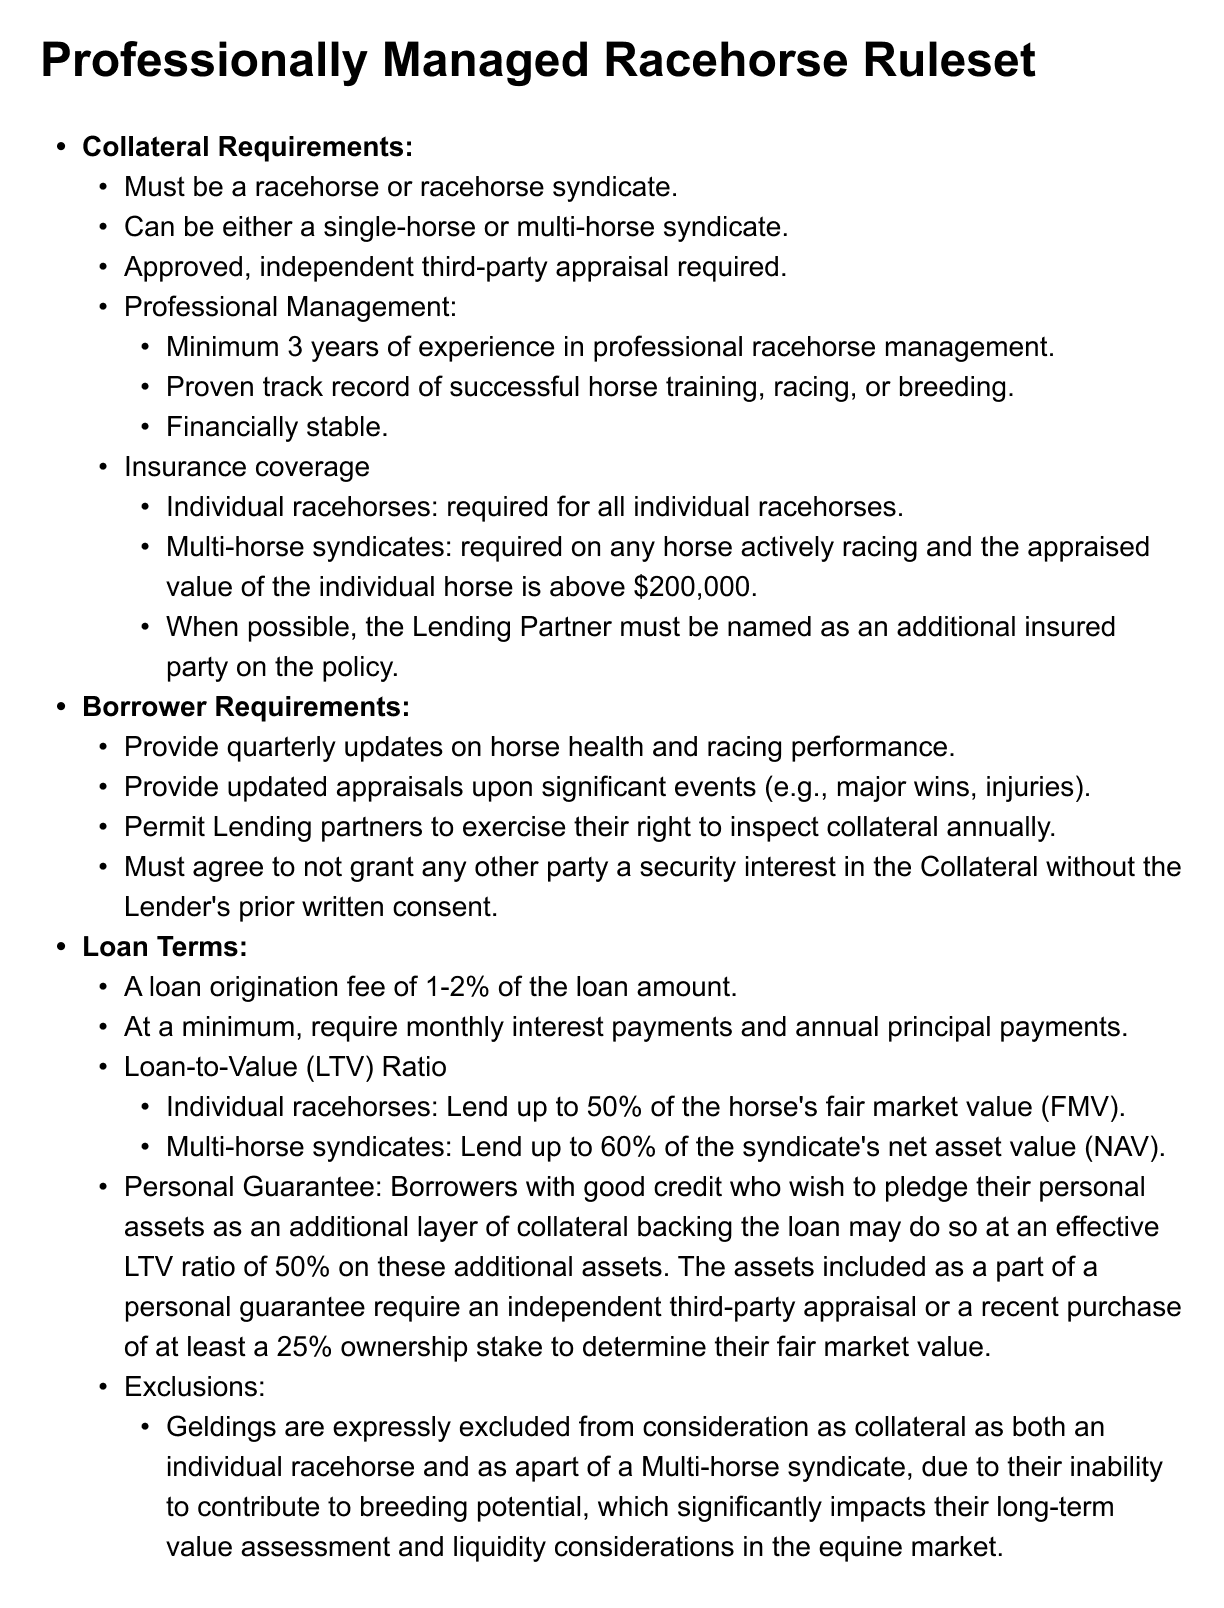 Professionally Managed Racehorse Ruleset
• Collateral Requirements:
• Must be a racehorse or racehorse syndicate.
• Can be either a single-horse or multi-horse syndicate.
• Approved, independent third-party appraisal required.
• Professional Management:
• Minimum 3 years of experience in professional racehorse management.
• Proven track record of successful horse training, racing, or breeding.
• Financially stable.
• Insurance coverage
• Individual racehorses: required for all individual racehorses.
• Multi-horse syndicates: required on any horse actively racing and the appraised
value of the individual horse is above $200,000.
• When possible, the Lending Partner must be named as an additional insured
party on the policy.
• Borrower Requirements:
• Provide quarterly updates on horse health and racing performance.
• Provide updated appraisals upon significant events (e.g., major wins, injuries).
• Permit Lending partners to exercise their right to inspect collateral annually.
• Must agree to not grant any other party a security interest in the Collateral without the
Lender's prior written consent.
• Loan Terms:
• A loan origination fee of 1-2% of the loan amount.
• At a minimum, require monthly interest payments and annual principal payments.
• Loan-to-Value (LTV) Ratio
• Individual racehorses: Lend up to 50% of the horse's fair market value (FMV).
• Multi-horse syndicates: Lend up to 60% of the syndicate's net asset value (NAV).
• Personal Guarantee: Borrowers with good credit who wish to pledge their personal
assets as an additional layer of collateral backing the loan may do so at an effective
LTV ratio of 50% on these additional assets. The assets included as a part of a
personal guarantee require an independent third-party appraisal or a recent purchase
of at least a 25% ownership stake to determine their fair market value.
• Exclusions:
• Geldings are expressly excluded from consideration as collateral as both an
individual racehorse and as apart of a Multi-horse syndicate, due to their inability
to contribute to breeding potential, which significantly impacts their long-term
value assessment and liquidity considerations in the equine market.